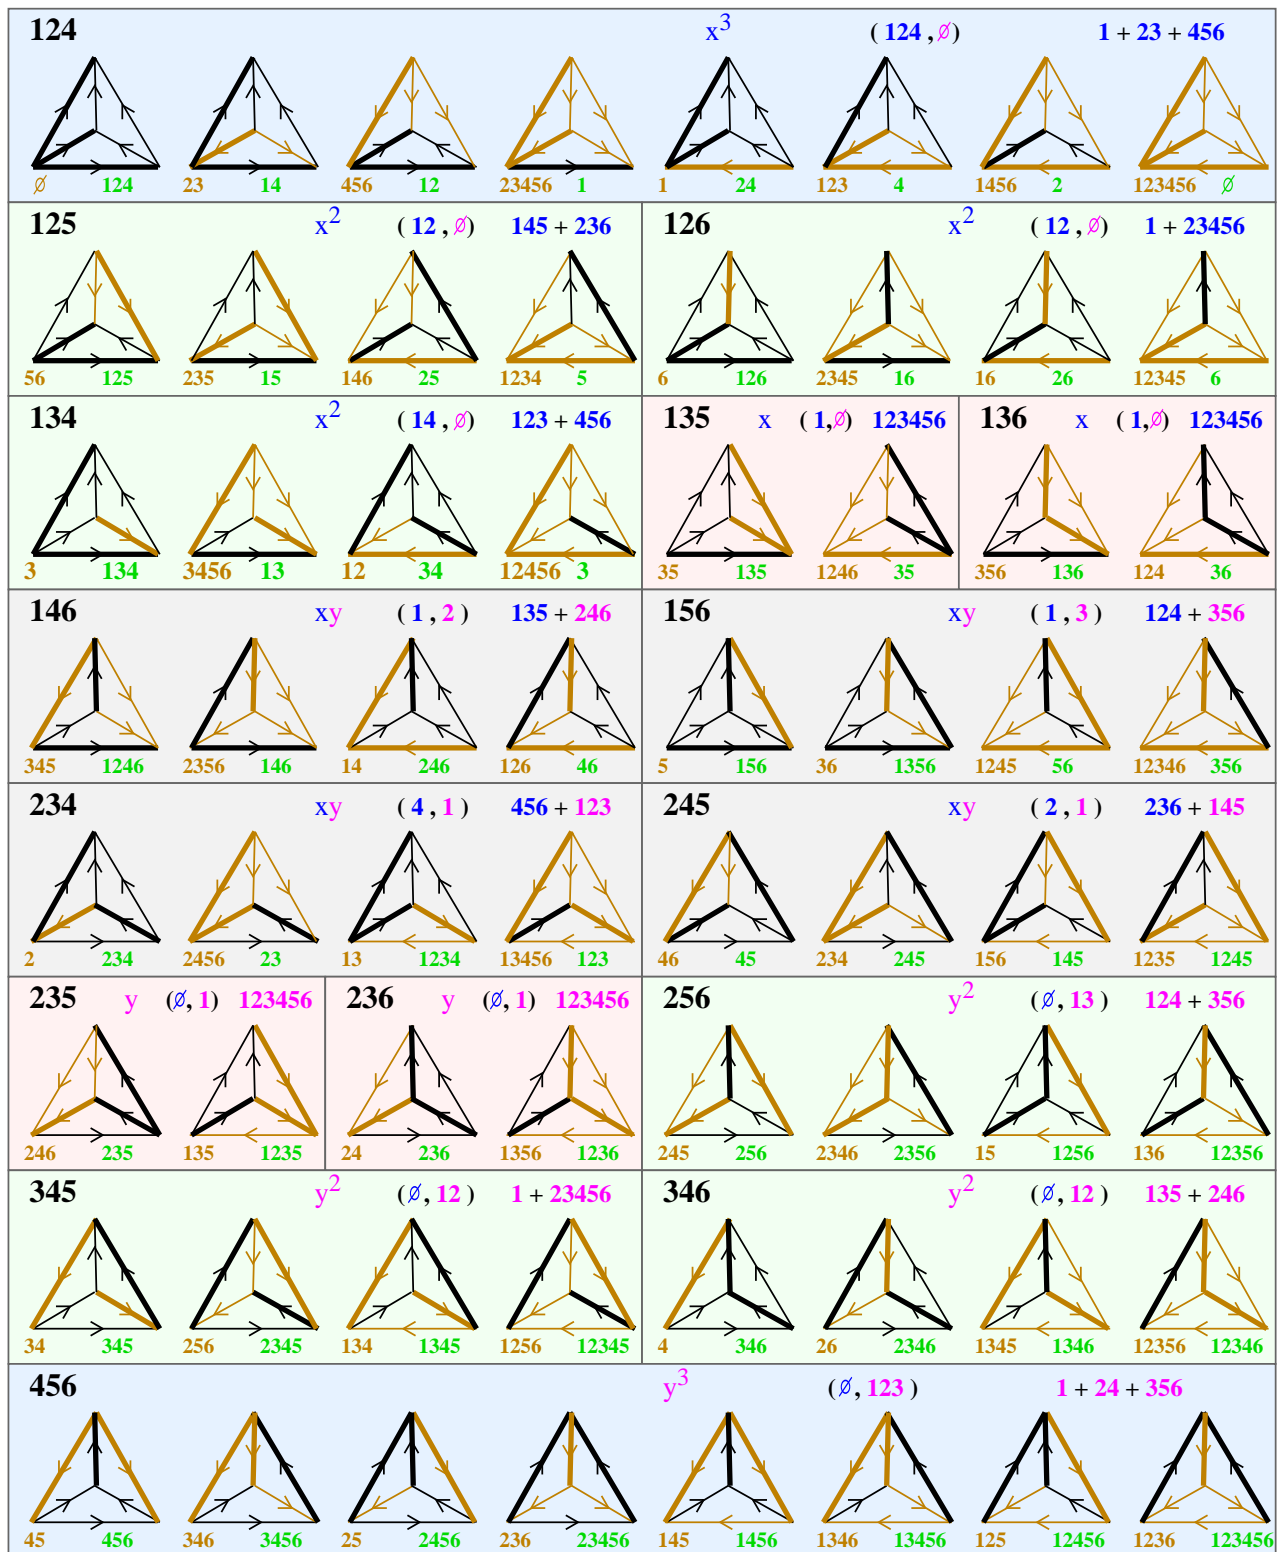 124 x³ ( 124 , ∅ ) 1 + 23 + 456
∅ 124 23 14 456 12 23456 1 1 24 123 4 1456 2 123456 ∅
125 x² ( 12 , ∅ ) 145 + 236
56 125 235 15 146 25 1234 5
126 x² ( 12 , ∅ ) 1 + 23456
6 126 2345 16 16 26 12345 6
134 x² ( 14 , ∅ ) 123 + 456
3 134 3456 13 12 34 12456 3
135 x ( 1,∅ ) 123456
35 135 1246 35
136 x ( 1,∅ ) 123456
356 136 124 36
146 xy ( 1 , 2 ) 135 + 246
345 1246 2356 146 14 246 126 46
156 xy ( 1 , 3 ) 124 + 356
5 156 36 1356 1245 56 12346 356
234 xy ( 4 , 1 ) 456 + 123
2 234 2456 23 13 1234 13456 123
245 xy ( 2 , 1 ) 236 + 145
46 45 234 245 156 145 1235 1245
235 y (∅, 1) 123456
246 235 135 1235
236 y (∅, 1) 123456
24 236 1356 1236
256 y² ( ∅, 13 ) 124 + 356
245 256 2346 2356 15 1256 136 12356
345 y² ( ∅, 12 ) 1 + 23456
34 345 256 2345 134 1345 1256 12345
346 y² ( ∅, 12 ) 135 + 246
4 346 26 2346 1345 1346 12356 12346
456 y³ ( ∅, 123 ) 1 + 24 + 356
45 456 346 3456 25 2456 236 23456 145 1456 1346 13456 125 12456 1236 123456